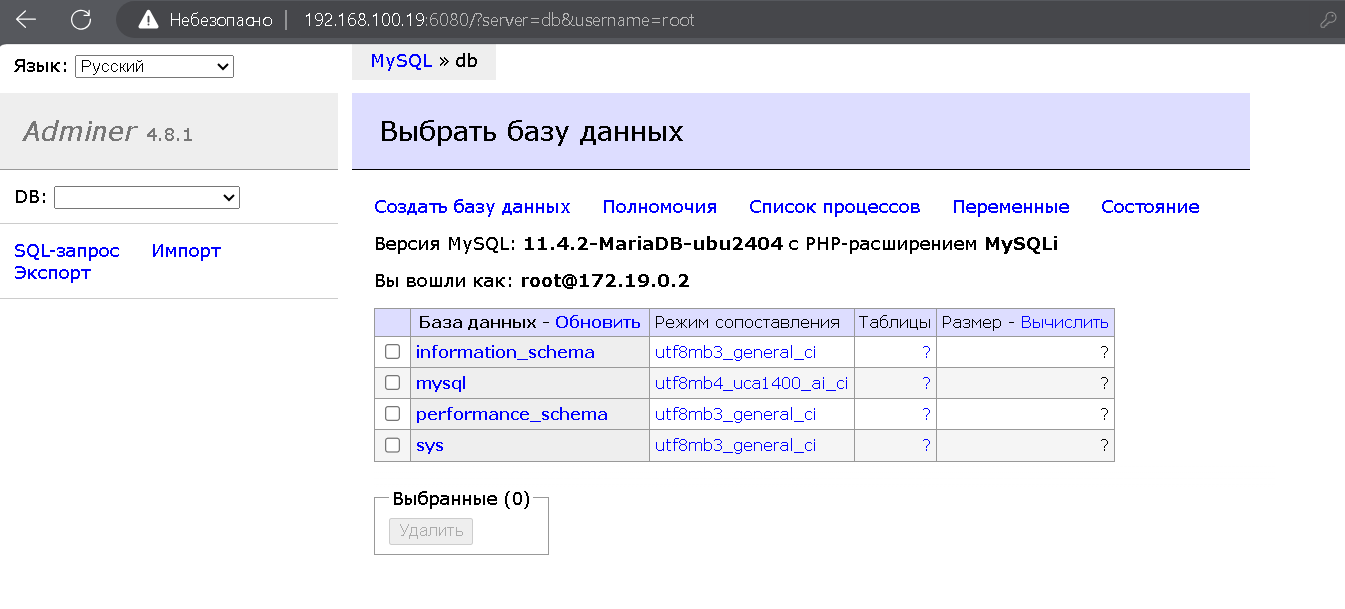 Небезопасно 192.168.100.19:6080/?server=db&username=root
Язык: Русский
MySQL » db
Adminer 4.8.1
Выбрать базу данных
DB:
SQL-запрос Импорт
Экспорт
Создать базу данных Полномочия Список процессов Переменные Состояние
Версия MySQL: 11.4.2-MariaDB-ubu2404 с PHP-расширением MySQLi
Вы вошли как: root@172.19.0.2
База данных - Обновить Режим сопоставления Таблицы Размер - Вычислить
information_schema utf8mb3_general_ci ? ?
mysql utf8mb4_uca1400_ai_ci ? ?
performance_schema utf8mb3_general_ci ? ?
sys utf8mb3_general_ci ? ?
Выбранные (0)
Удалить